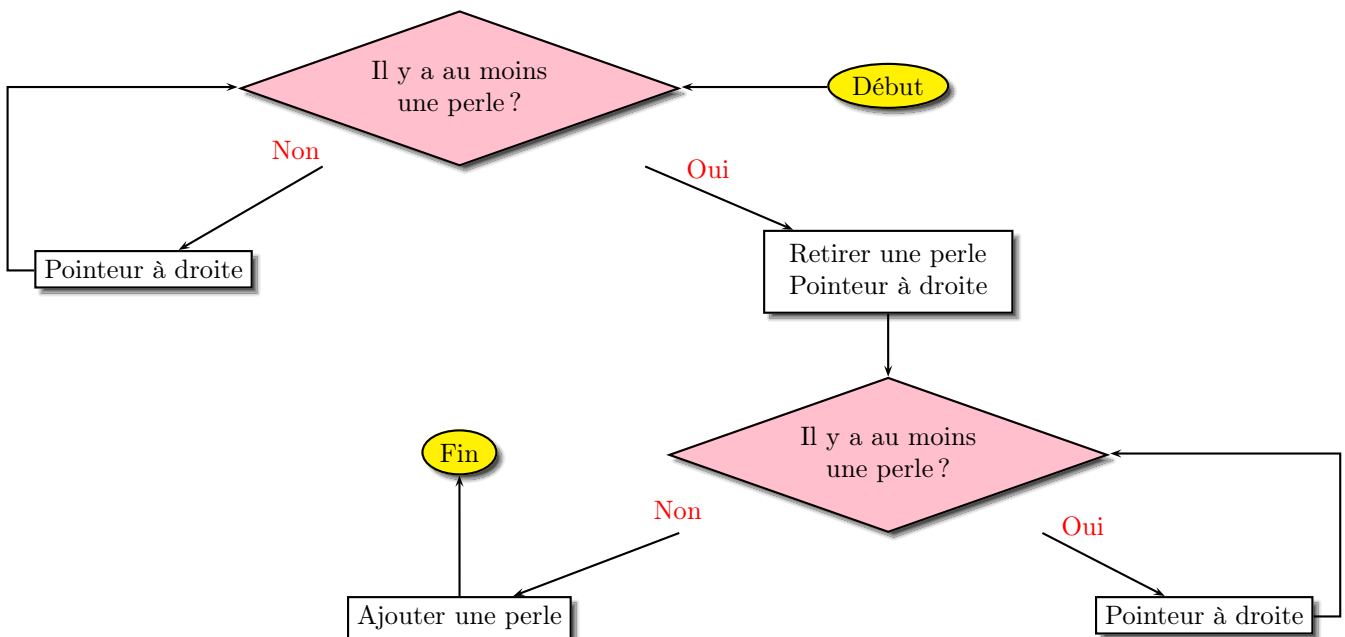 Il y a au moins
une perle ?
Début
Non
Oui
Pointeur à droite
Retirer une perle
Pointeur à droite
Il y a au moins
une perle ?
Fin
Non
Oui
Ajouter une perle
Pointeur à droite